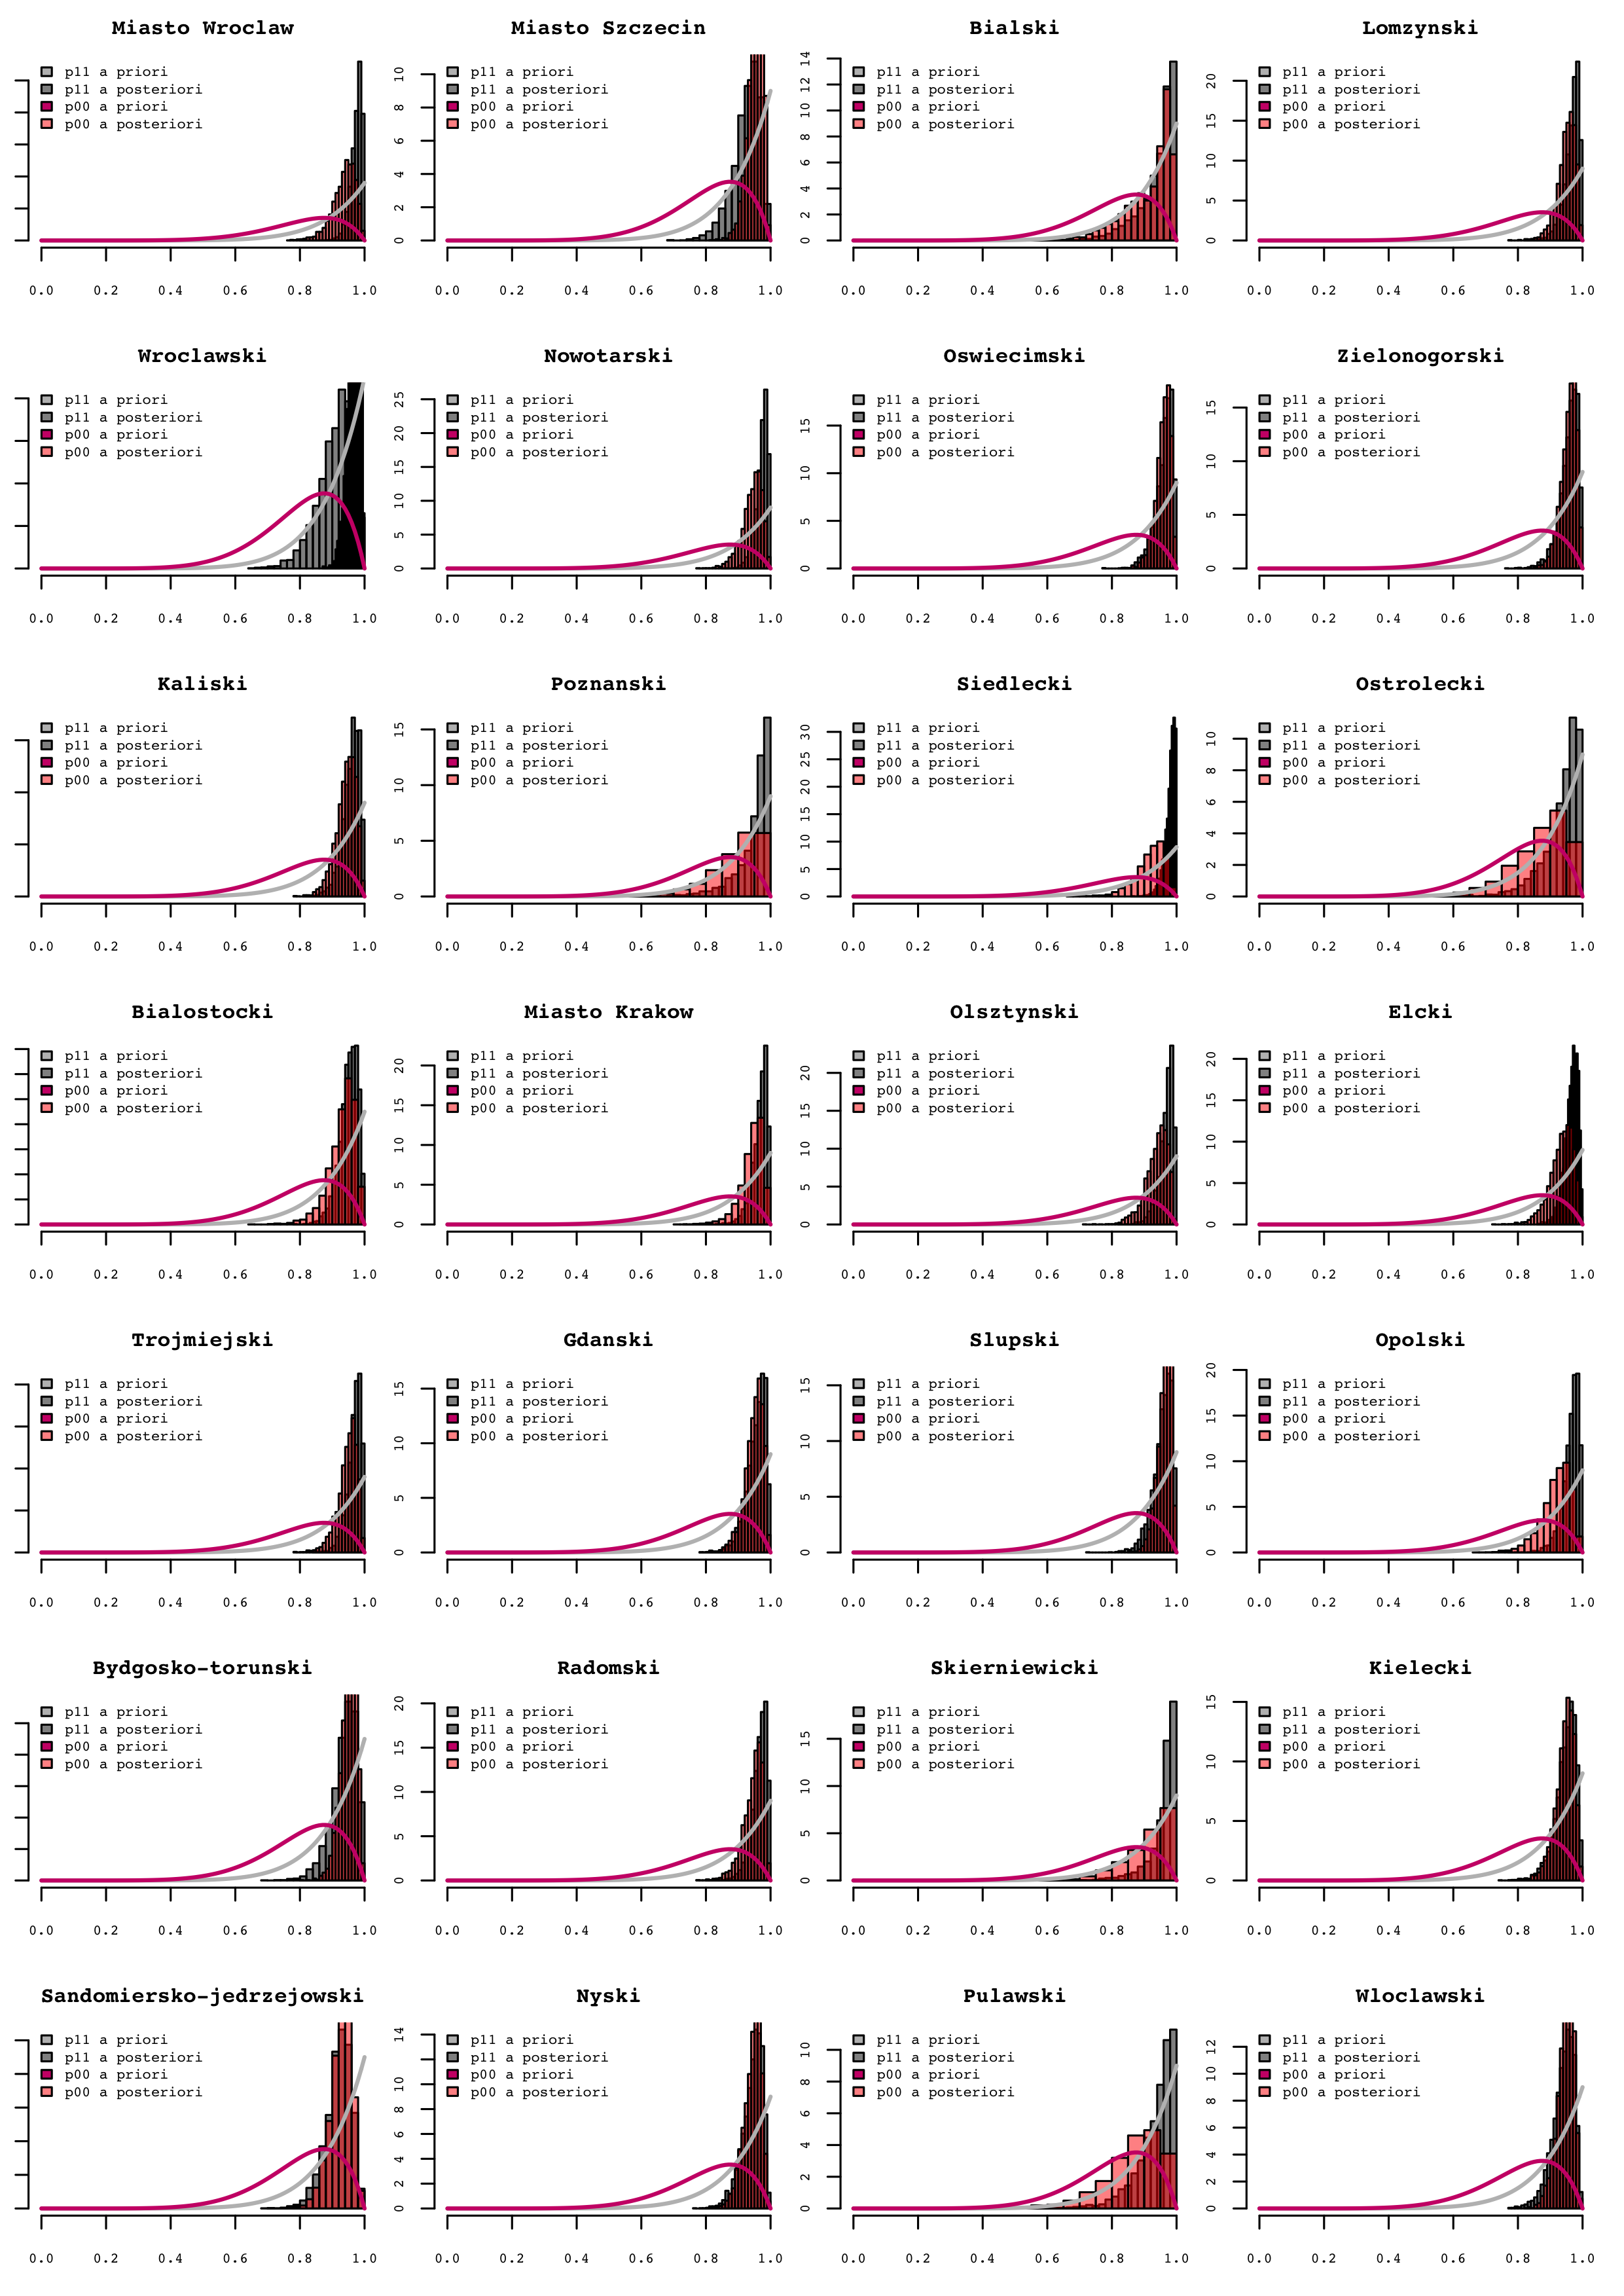 Miasto Wroclaw
p11 a priori
p11 a posteriori
p00 a priori
p00 a posteriori
0.0 0.2 0.4 0.6 0.8 1.0
Miasto Szczecin
p11 a priori
p11 a posteriori
p00 a priori
p00 a posteriori
0 2 4 6 8 10
0.0 0.2 0.4 0.6 0.8 1.0
Bialski
p11 a priori
p11 a posteriori
p00 a priori
p00 a posteriori
0 2 4 6 8 10 12 14
0.0 0.2 0.4 0.6 0.8 1.0
Lomzynski
p11 a priori
p11 a posteriori
p00 a priori
p00 a posteriori
0 5 10 15 20
0.0 0.2 0.4 0.6 0.8 1.0
Wroclawski
p11 a priori
p11 a posteriori
p00 a priori
p00 a posteriori
0.0 0.2 0.4 0.6 0.8 1.0
Nowotarski
p11 a priori
p11 a posteriori
p00 a priori
p00 a posteriori
0 5 10 15 20 25
0.0 0.2 0.4 0.6 0.8 1.0
Oswiecimski
p11 a priori
p11 a posteriori
p00 a priori
p00 a posteriori
0 5 10 15
0.0 0.2 0.4 0.6 0.8 1.0
Zielonogorski
p11 a priori
p11 a posteriori
p00 a priori
p00 a posteriori
0 5 10 15
0.0 0.2 0.4 0.6 0.8 1.0
Kaliski
p11 a priori
p11 a posteriori
p00 a priori
p00 a posteriori
0.0 0.2 0.4 0.6 0.8 1.0
Poznanski
p11 a priori
p11 a posteriori
p00 a priori
p00 a posteriori
0 5 10 15
0.0 0.2 0.4 0.6 0.8 1.0
Siedlecki
p11 a priori
p11 a posteriori
p00 a priori
p00 a posteriori
0 5 10 15 20 25 30
0.0 0.2 0.4 0.6 0.8 1.0
Ostrolecki
p11 a priori
p11 a posteriori
p00 a priori
p00 a posteriori
0 2 4 6 8 10
0.0 0.2 0.4 0.6 0.8 1.0
Bialostocki
p11 a priori
p11 a posteriori
p00 a priori
p00 a posteriori
0.0 0.2 0.4 0.6 0.8 1.0
Miasto Krakow
p11 a priori
p11 a posteriori
p00 a priori
p00 a posteriori
0 5 10 15 20
0.0 0.2 0.4 0.6 0.8 1.0
Olsztynski
p11 a priori
p11 a posteriori
p00 a priori
p00 a posteriori
0 5 10 15 20
0.0 0.2 0.4 0.6 0.8 1.0
Elcki
p11 a priori
p11 a posteriori
p00 a priori
p00 a posteriori
0 5 10 15 20
0.0 0.2 0.4 0.6 0.8 1.0
Trojmiejski
p11 a priori
p11 a posteriori
p00 a priori
p00 a posteriori
0.0 0.2 0.4 0.6 0.8 1.0
Gdanski
p11 a priori
p11 a posteriori
p00 a priori
p00 a posteriori
0 5 10 15
0.0 0.2 0.4 0.6 0.8 1.0
Slupski
p11 a priori
p11 a posteriori
p00 a priori
p00 a posteriori
0 5 10 15
0.0 0.2 0.4 0.6 0.8 1.0
Opolski
p11 a priori
p11 a posteriori
p00 a priori
p00 a posteriori
0 5 10 15 20
0.0 0.2 0.4 0.6 0.8 1.0
Bydgosko-torunski
p11 a priori
p11 a posteriori
p00 a priori
p00 a posteriori
0.0 0.2 0.4 0.6 0.8 1.0
Radomski
p11 a priori
p11 a posteriori
p00 a priori
p00 a posteriori
0 5 10 15 20
0.0 0.2 0.4 0.6 0.8 1.0
Skierniewicki
p11 a priori
p11 a posteriori
p00 a priori
p00 a posteriori
0 5 10 15
0.0 0.2 0.4 0.6 0.8 1.0
Kielecki
p11 a priori
p11 a posteriori
p00 a priori
p00 a posteriori
0 5 10 15
0.0 0.2 0.4 0.6 0.8 1.0
Sandomiersko-jedrzejowski
p11 a priori
p11 a posteriori
p00 a priori
p00 a posteriori
0.0 0.2 0.4 0.6 0.8 1.0
Nyski
p11 a priori
p11 a posteriori
p00 a priori
p00 a posteriori
0 2 4 6 8 10 14
0.0 0.2 0.4 0.6 0.8 1.0
Pulawski
p11 a priori
p11 a posteriori
p00 a priori
p00 a posteriori
0 2 4 6 8 10
0.0 0.2 0.4 0.6 0.8 1.0
Wloclawski
p11 a priori
p11 a posteriori
p00 a priori
p00 a posteriori
0 2 4 6 8 10 12
0.0 0.2 0.4 0.6 0.8 1.0